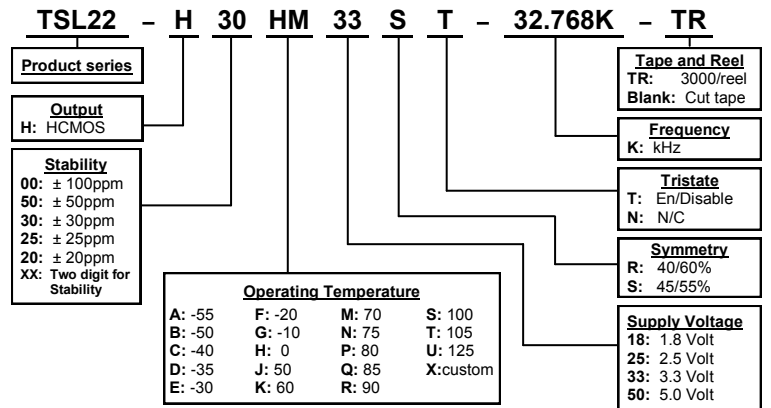 TSL22 – H 30 HM 33 S T – 32.768K – TR
Product series
Output
H: HCMOS
Stability
00: ± 100ppm
50: ± 50ppm
30: ± 30ppm
25: ± 25ppm
20: ± 20ppm
XX: Two digit for
Stability
Operating Temperature
A: -55 F: -20 M: 70 S: 100
B: -50 G: -10 N: 75 T: 105
C: -40 H: 0 P: 80 U: 125
D: -35 J: 50 Q: 85 X:custom
E: -30 K: 60 R: 90
Tape and Reel
TR: 3000/reel
Blank: Cut tape
Frequency
K: kHz
Tristate
T: En/Disable
N: N/C
Symmetry
R: 40/60%
S: 45/55%
Supply Voltage
18: 1.8 Volt
25: 2.5 Volt
33: 3.3 Volt
50: 5.0 Volt